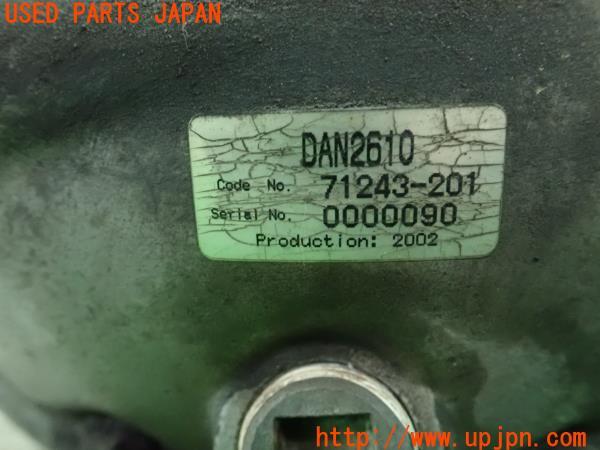 USED PARTS JAPAN
DAN2610
Code No. 71243-201
Serial No. 0000090
Production: 2002
http://www.upjpn.com